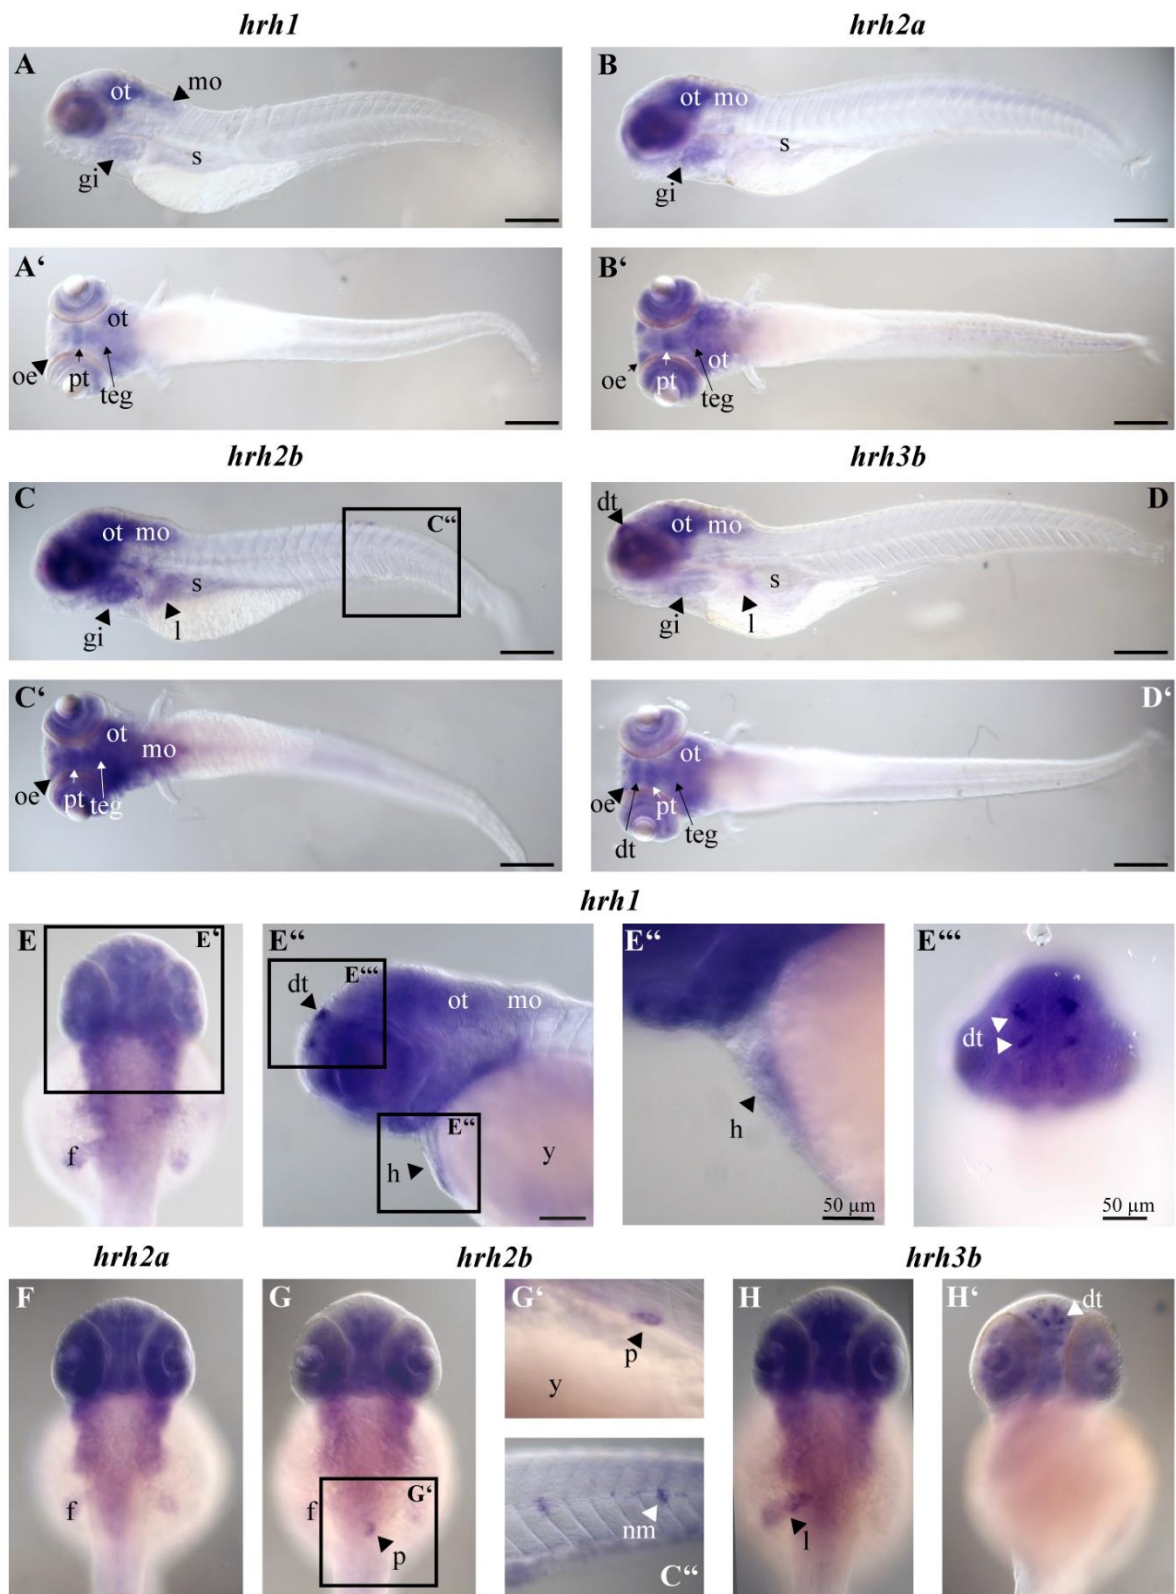 hrh1
hrh2a
A
ot
mo
s
gi
B
ot mo
s
gi
A‘
ot
oe
pt
teg
B‘
oe
pt
ot
teg
hrh2b
hrh3b
C
ot mo
C“
s
gi
l
dt
D
ot mo
s
gi
l
C‘
ot
mo
oe
pt
teg
D‘
ot
oe
pt
dt
teg
hrh1
E
E‘
f
E“
E“‘
dt
ot
mo
E“
h
y
E“
h
50 µm
E““
dt
50 µm
hrh2a
hrh2b
hrh3b
F
f
G
f
G‘
p
G‘
p
y
nm
C“
H
l
H‘
dt